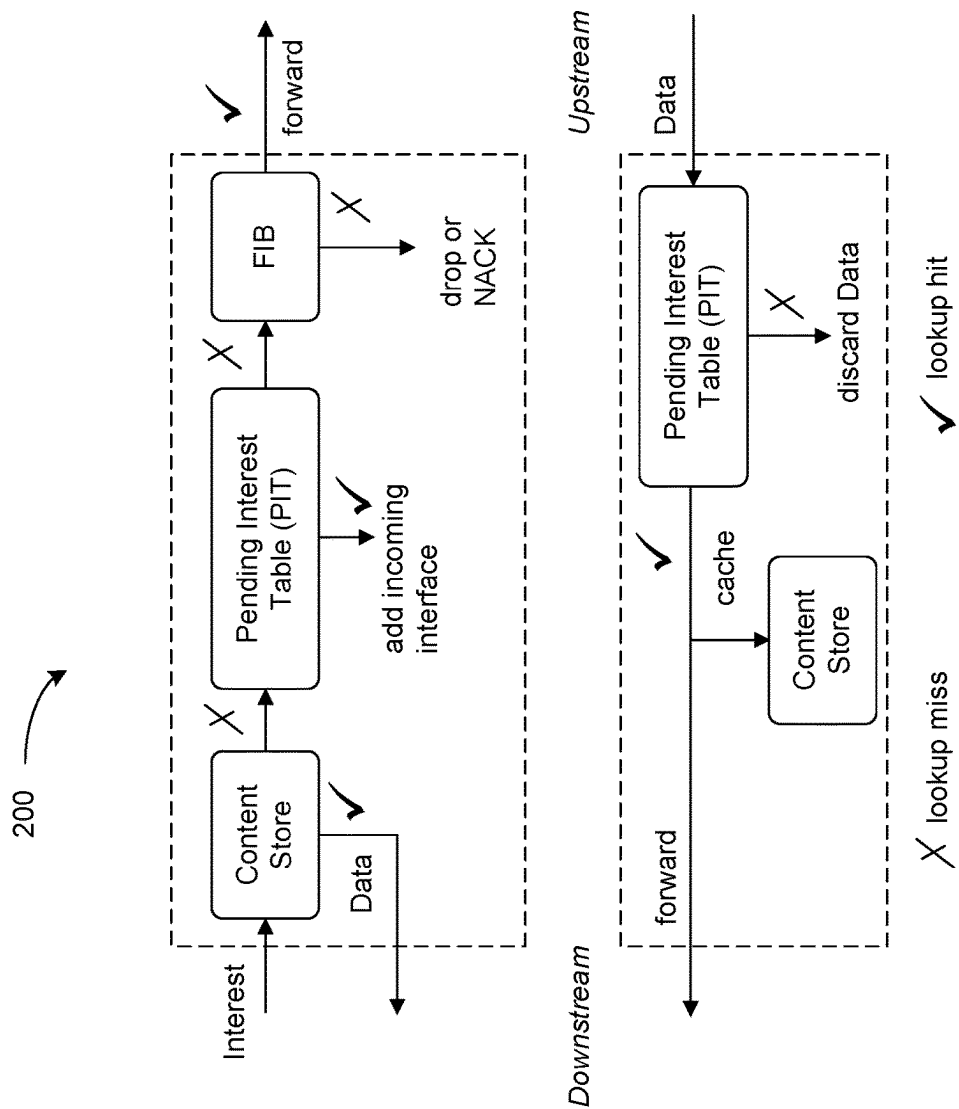 200
Interest
Content
Store
Pending Interest
Table (PIT)
FIB
forward
Data
add incoming
interface
drop or
NACK
Downstream
Upstream
forward
Data
Pending Interest
Table (PIT)
cache
Content
Store
discard Data
lookup miss
lookup hit